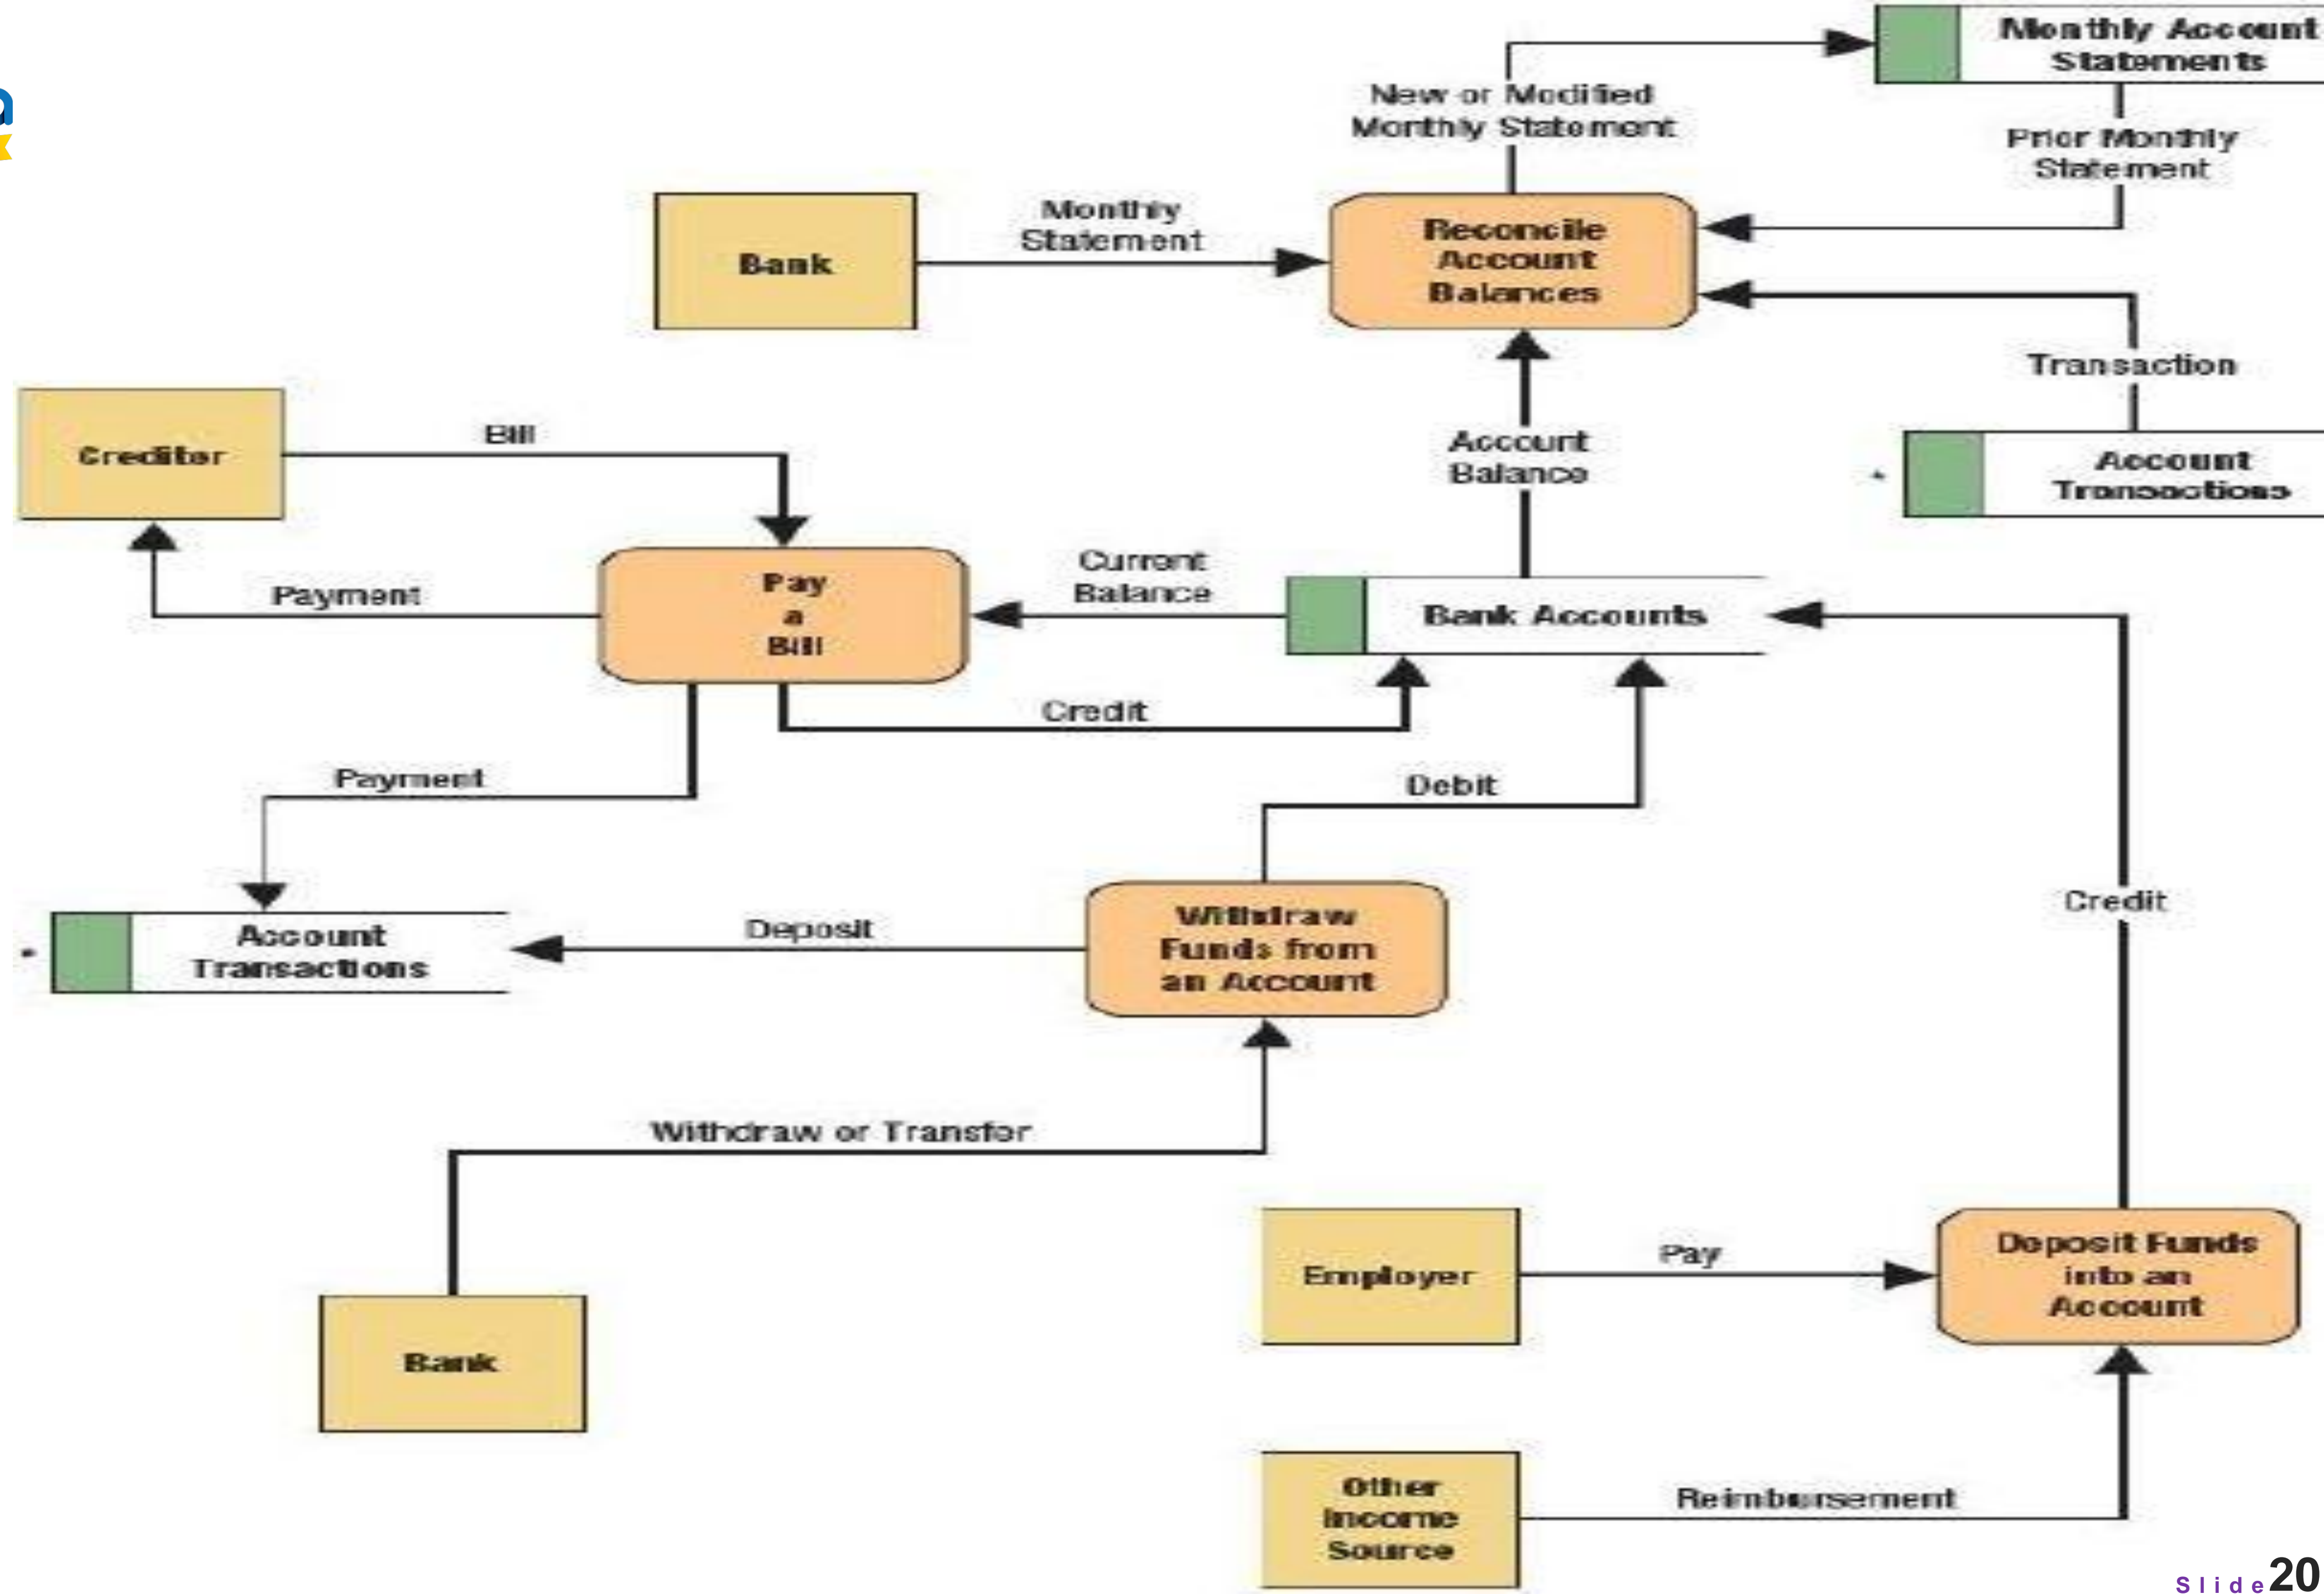 Monthly Account
Statements
New or Modified
Monthly Statement
Prior Monthly
Statement
Bank
Monthly
Statement
Reconcile
Account
Balances
Transaction
Creditor
Bill
Account
Balance
Account
Transactions
Payment
Pay
a
Bill
Current
Balance
Bank Accounts
Credit
Payment
Debit
Account
Transactions
Deposit
Withdraw
Funds from
an Account
Credit
Withdraw or Transfer
Bank
Employer
Pay
Deposit Funds
into an
Account
Other
Income
Source
Reimbursement
Slide 20